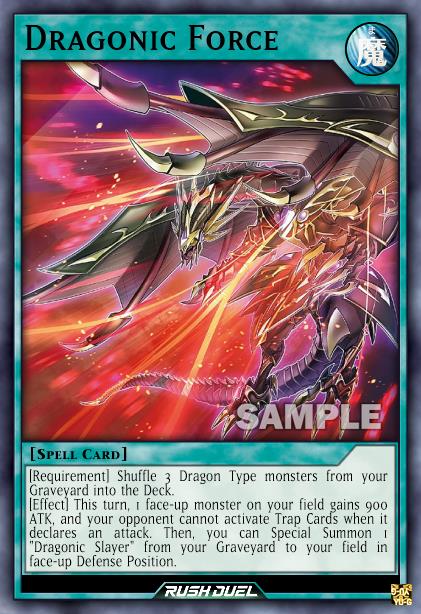 Dragonic Force
ま
魔
SAMPLE
[Spell Card]
[Requirement] Shuffle 3 Dragon Type monsters from your
Graveyard into the Deck.
[Effect] This turn, 1 face-up monster on your field gains 900
ATK, and your opponent cannot activate Trap Cards when it
declares an attack. Then, you can Special Summon 1
"Dragonic Slayer" from your Graveyard to your field in
face-up Defense Position.
RUSH DUEL